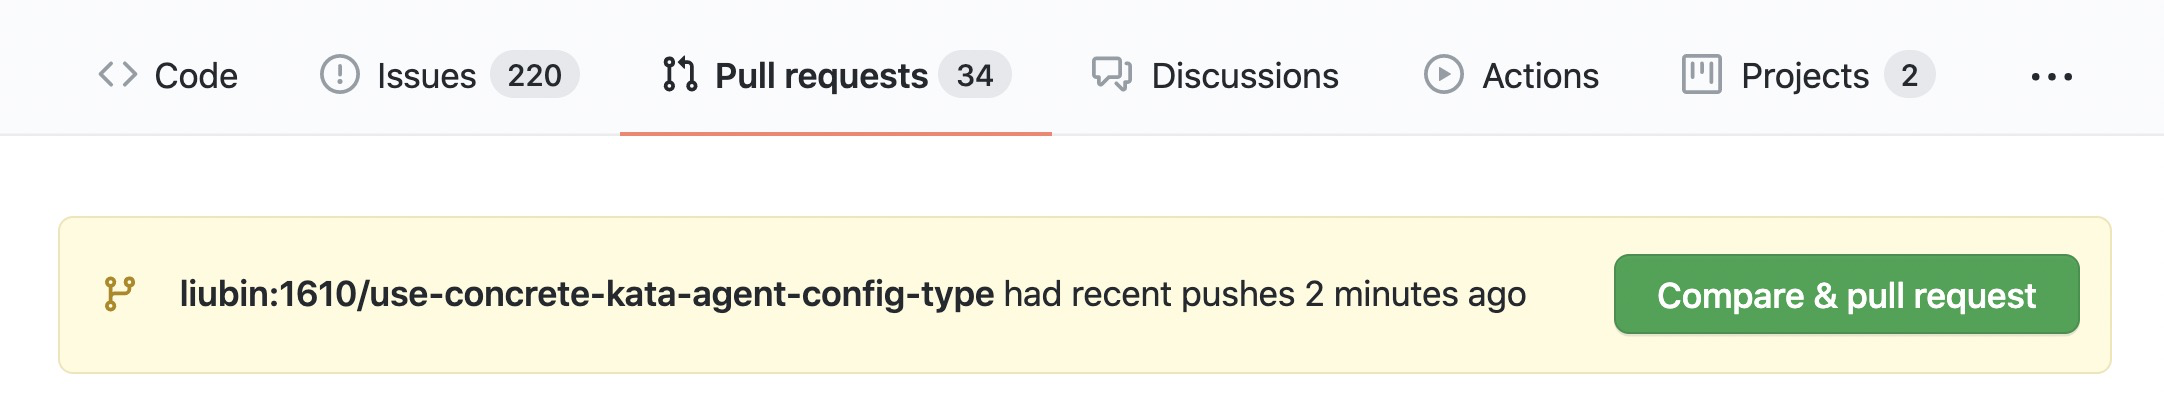 Code Issues 220 Pull requests 34 Discussions Actions Projects 2 ...
liubin:1610/use-concrete-kata-agent-config-type had recent pushes 2 minutes ago Compare & pull request